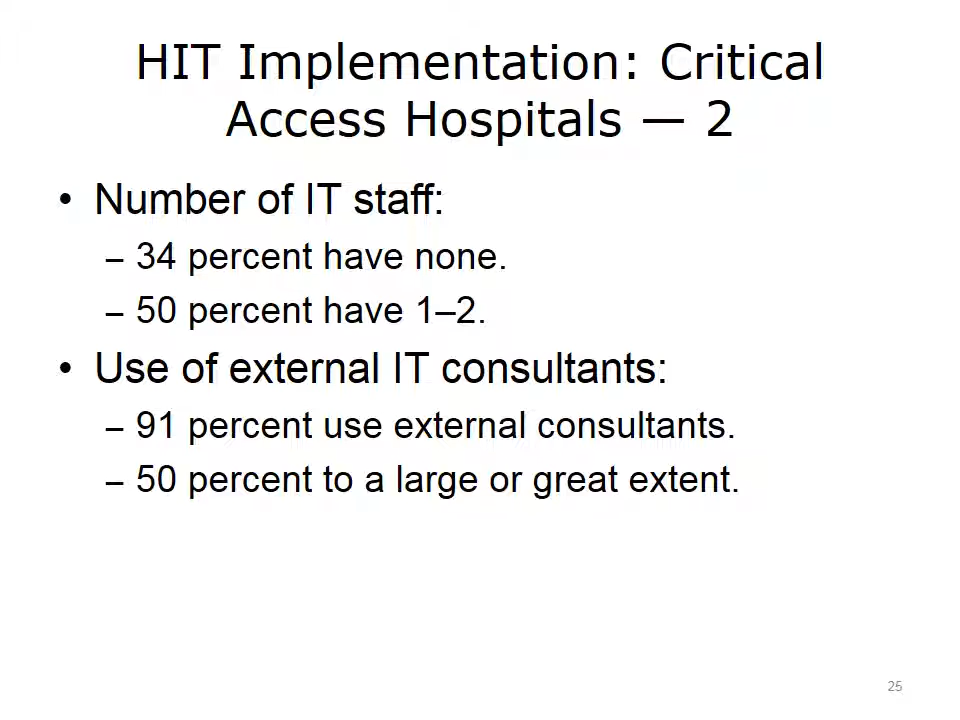 HIT Implementation: Critical
Access Hospitals — 2
• Number of IT staff:
– 34 percent have none.
– 50 percent have 1–2.
• Use of external IT consultants:
– 91 percent use external consultants.
– 50 percent to a large or great extent.
25